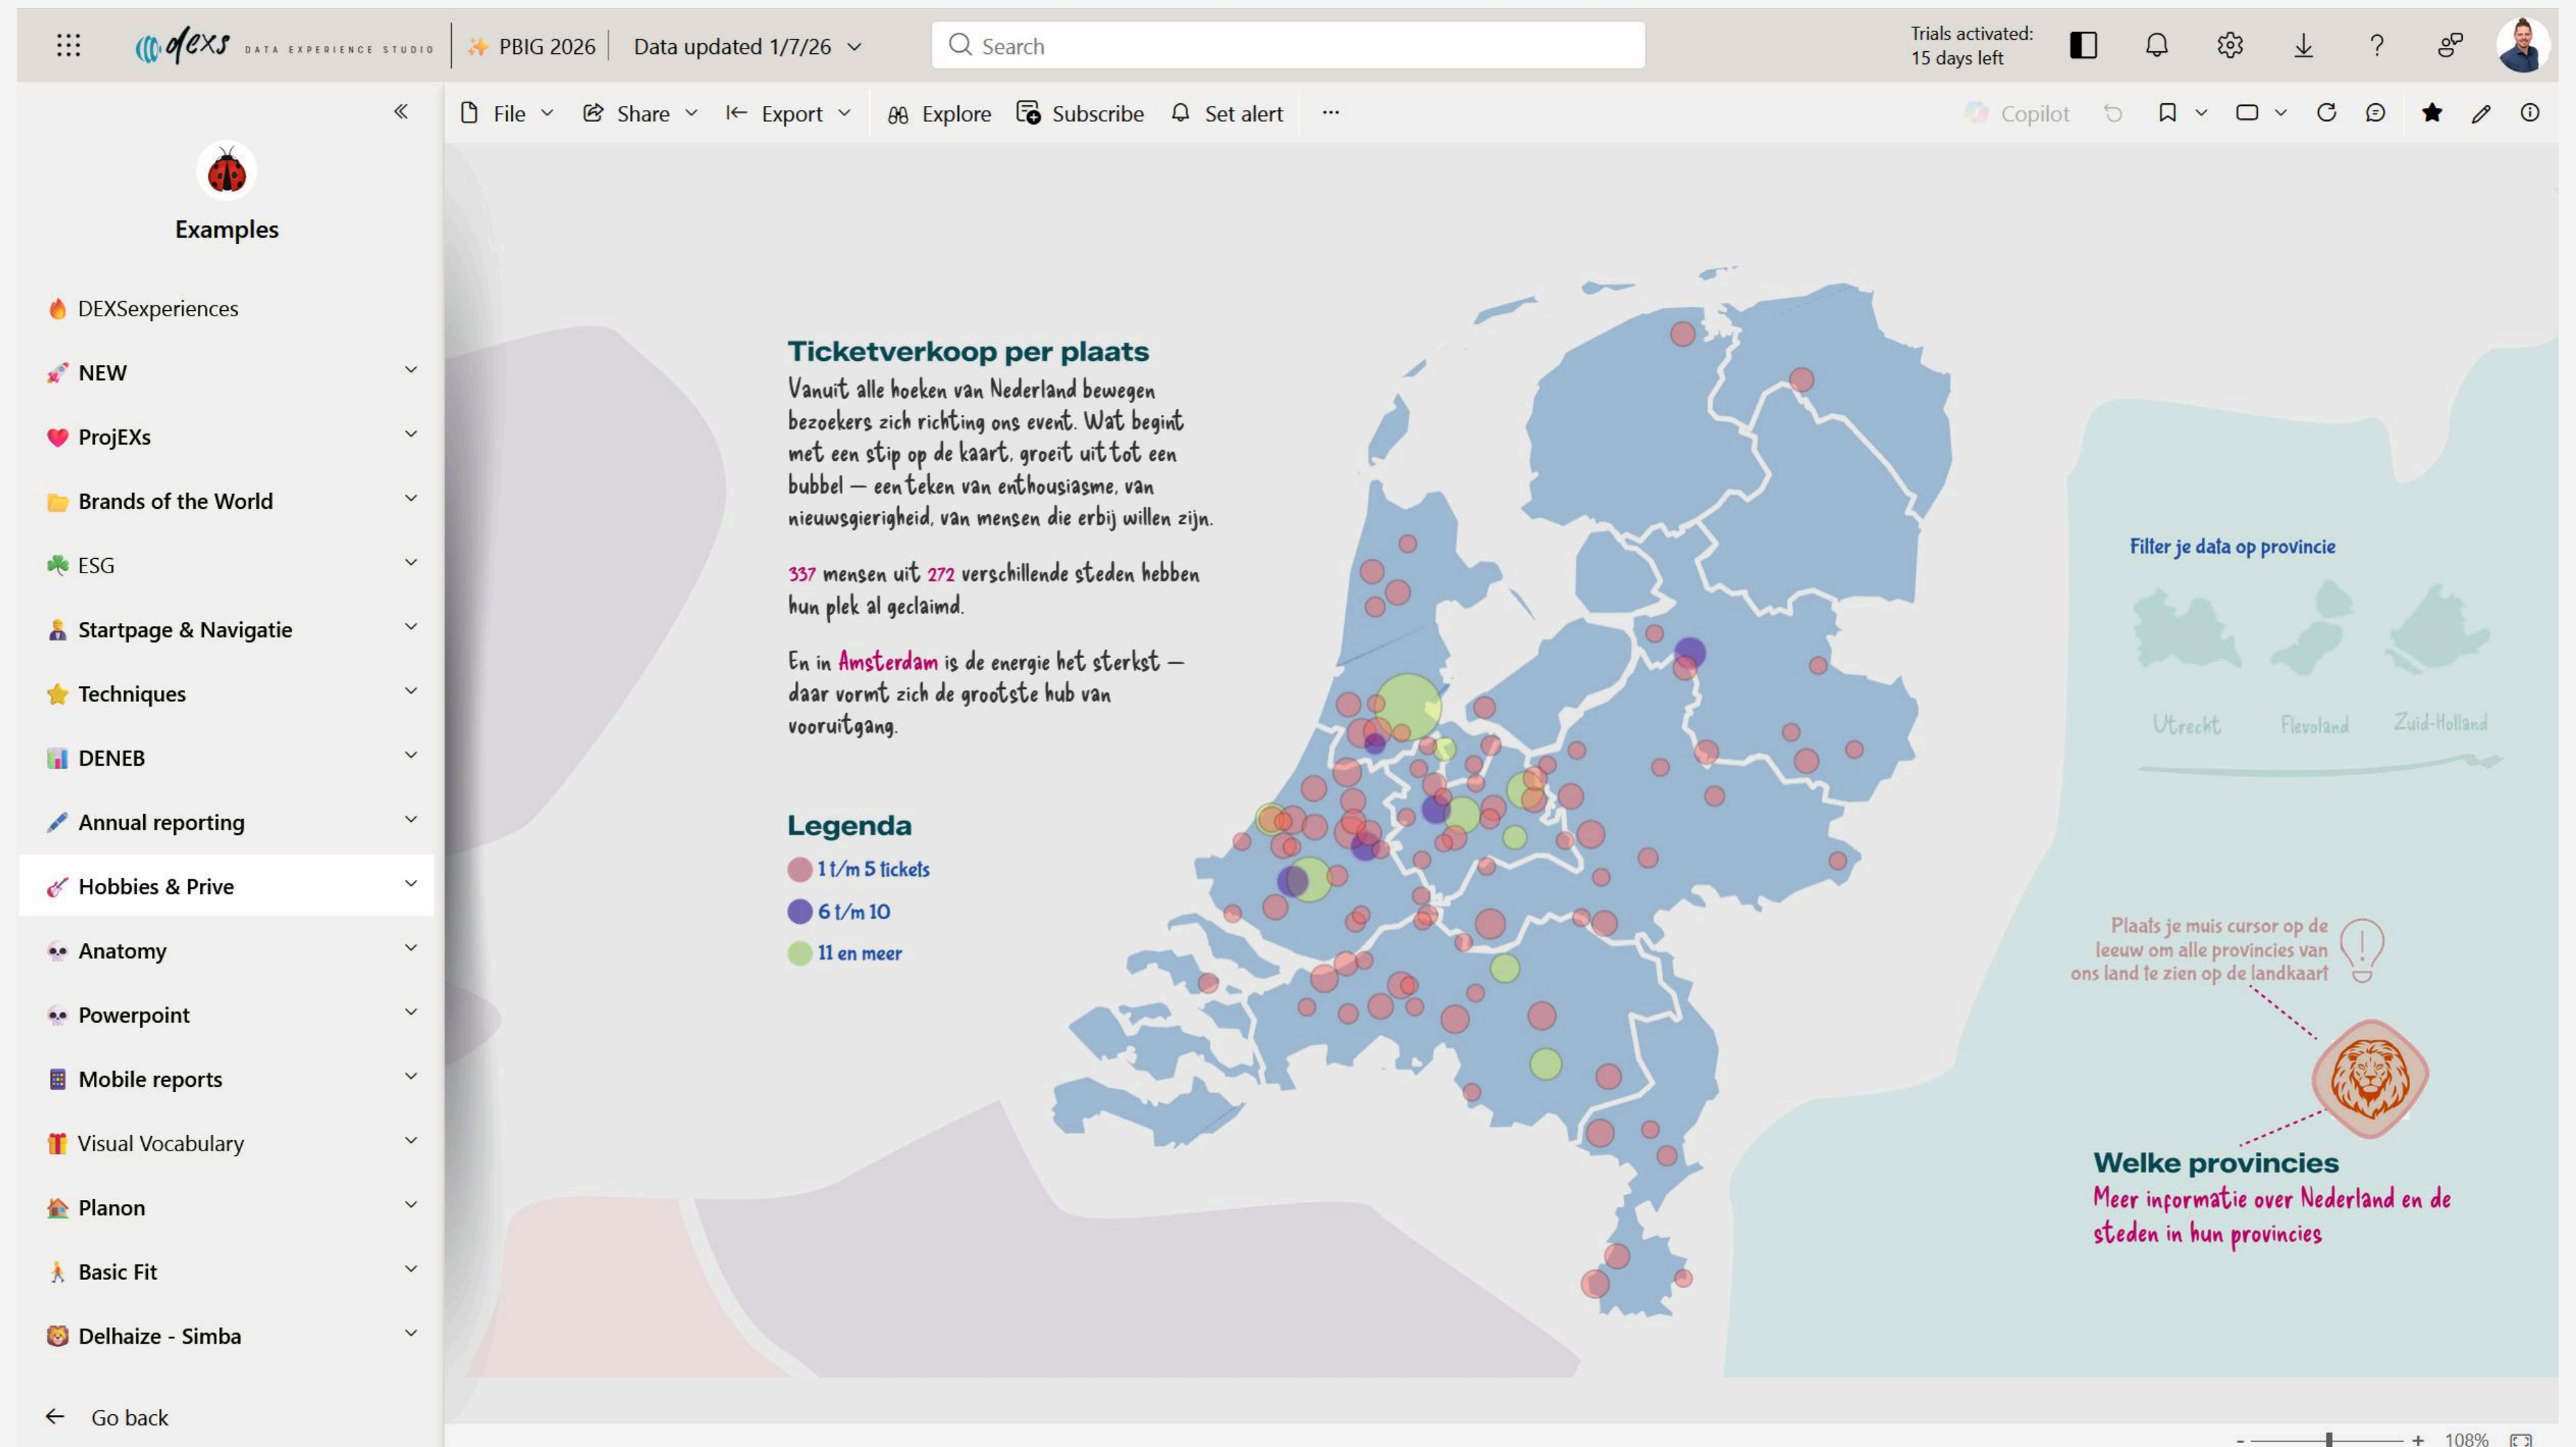 dexs DATA EXPERIENCE STUDIO
PBIG 2026
Data updated 1/7/26
Search
Trials activated:
15 days left
File
Share
Export
Explore
Subscribe
Set alert
Copilot
Examples
DEXSexperiences
NEW
ProjEXs
Brands of the World
ESG
Startpage & Navigatie
Techniques
DENEB
Annual reporting
Hobbies & Prive
Anatomy
Powerpoint
Mobile reports
Visual Vocabulary
Planon
Basic Fit
Delhaize - Simba
Go back
Ticketverkoop per plaats
Vanuit alle hoeken van Nederland bewegen
bezoekers zich richting ons event. Wat begint
met een stip op de kaart, groeit uit tot een
bubbel — een teken van enthousiasme, van
nieuwsgierigheid, van mensen die erbij willen zijn.
337 mensen uit 272 verschillende steden hebben
hun plek al geclaimd.
En in Amsterdam is de energie het sterkst —
daar vormt zich de grootste hub van
vooruitgang.
Legenda
1 t/m 5 tickets
6 t/m 10
11 en meer
Filter je data op provincie
Utrecht
Flevoland
Zuid-Holland
Plaats je muis cursor op de
leeuw om alle provincies van
ons land te zien op de landkaart
Welke provincies
Meer informatie over Nederland en de
steden in hun provincies
- + 108%